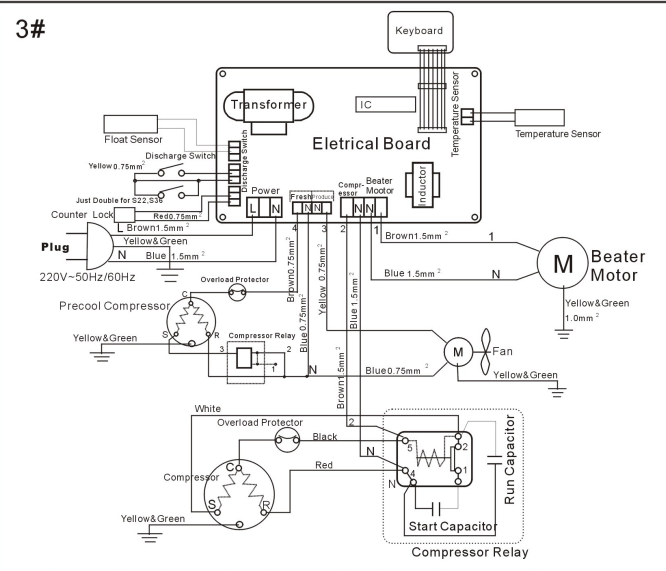 3#
Keyboard
Transformer
IC
Temperature Sensor
Temperature Sensor
Float Sensor
Eletrical Board
Discharge Switch
Discharge Switch
Yellow 0.75mm²
Inductor
Just Double for S22,S36
Power
L N
Fresh Produce
N N
Compr-
essor
Beater
Mootor
N N
Counter Lock
Red0.75mm²
4 3 2 1
L Brown1.5mm²
Brown1.5mm² 1
Plug
Yellow&Green
N Blue 1.5mm²
220V~50Hz/60Hz
Blue 1.5mm² N
M
Beater
Motor
Yellow&Green
1.0mm²
Overload Protector
Brown0.75mm²
Blue 0.75mm²
Yellow 0.75mm²
Blue 1.5mm²
Brown1.5mm²
Precool Compressor
C
S R
Compressor Relay
3 2
1
Yellow&Green
N
Blue0.75mm²
M
Fan
Yellow&Green
White
Overload Protector
Black
2
N
5 2
4 1
N
Run Capacitor
Compressor
C
S R
Red
Start Capacitor
Yellow&Green
Compressor Relay